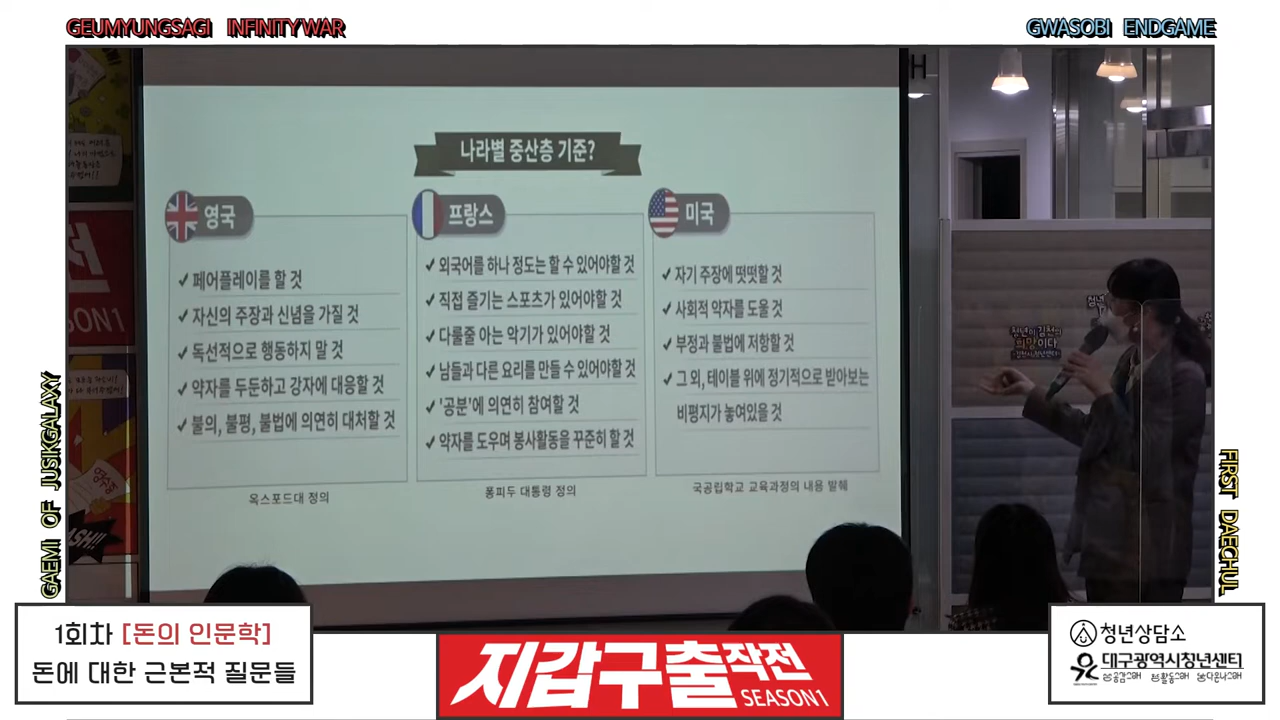 GEUMYUNGSAGI INFINITY WAR
GWASOBI ENDGAME
H
나라별 중산층 기준?
영국
✓ 페어플레이를 할 것
✓ 자신의 주장과 신념을 가질 것
✓ 독선적으로 행동하지 말 것
✓ 약자를 두둔하고 강자에 대응할 것
✓ 불의, 불평, 불법에 의연히 대처할 것
옥스포드대 정의
프랑스
✓ 외국어를 하나 정도는 할 수 있어야할 것
✓ 직접 즐기는 스포츠가 있어야할 것
✓ 다룰줄 아는 악기가 있어야할 것
✓ 남들과 다른 요리를 만들 수 있어야할 것
✓ '공분'에 의연히 참여할 것
✓ 약자를 도우며 봉사활동을 꾸준히 할 것
퐁피두 대통령 정의
미국
✓ 자기 주장에 떳떳할 것
✓ 사회적 약자를 도울 것
✓ 부정과 불법에 저항할 것
✓ 그 외, 테이블 위에 정기적으로 받아보는
비평지가 놓여있을 것
국공립학교 교육과정의 내용 발췌
청년이 김천의
희망이다
SON1
GAEMI OF JUSIKGALAXY
FIRST DAECHUL
1회차 [돈의 인문학]
돈에 대한 근본적 질문들
지갑구출작전
SEASON1
청년상담소
대구광역시청년센터